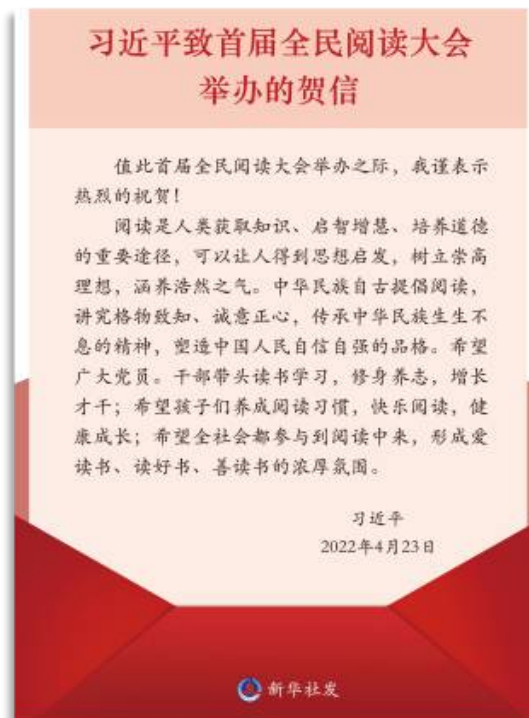 习近平致首届全民阅读大会
举办的贺信
值此首届全民阅读大会举办之际，我谨表示
热烈的祝贺！
阅读是人类获取知识、启智增慧、培养道德
的重要途径，可以让人得到思想启发，树立崇高
理想，涵养浩然之气。中华民族自古提倡阅读，
讲究格物致知、诚意正心，传承中华民族生生不
息的精神，塑造中国人民自信自强的品格。希望
广大党员。干部带头读书学习，修身养志，增长
才干；希望孩子们养成阅读习惯，快乐阅读，健
康成长；希望全社会都参与到阅读中来，形成爱
读书、读好书、善读书的浓厚氛围。
习近平
2022年4月23日
新华社发